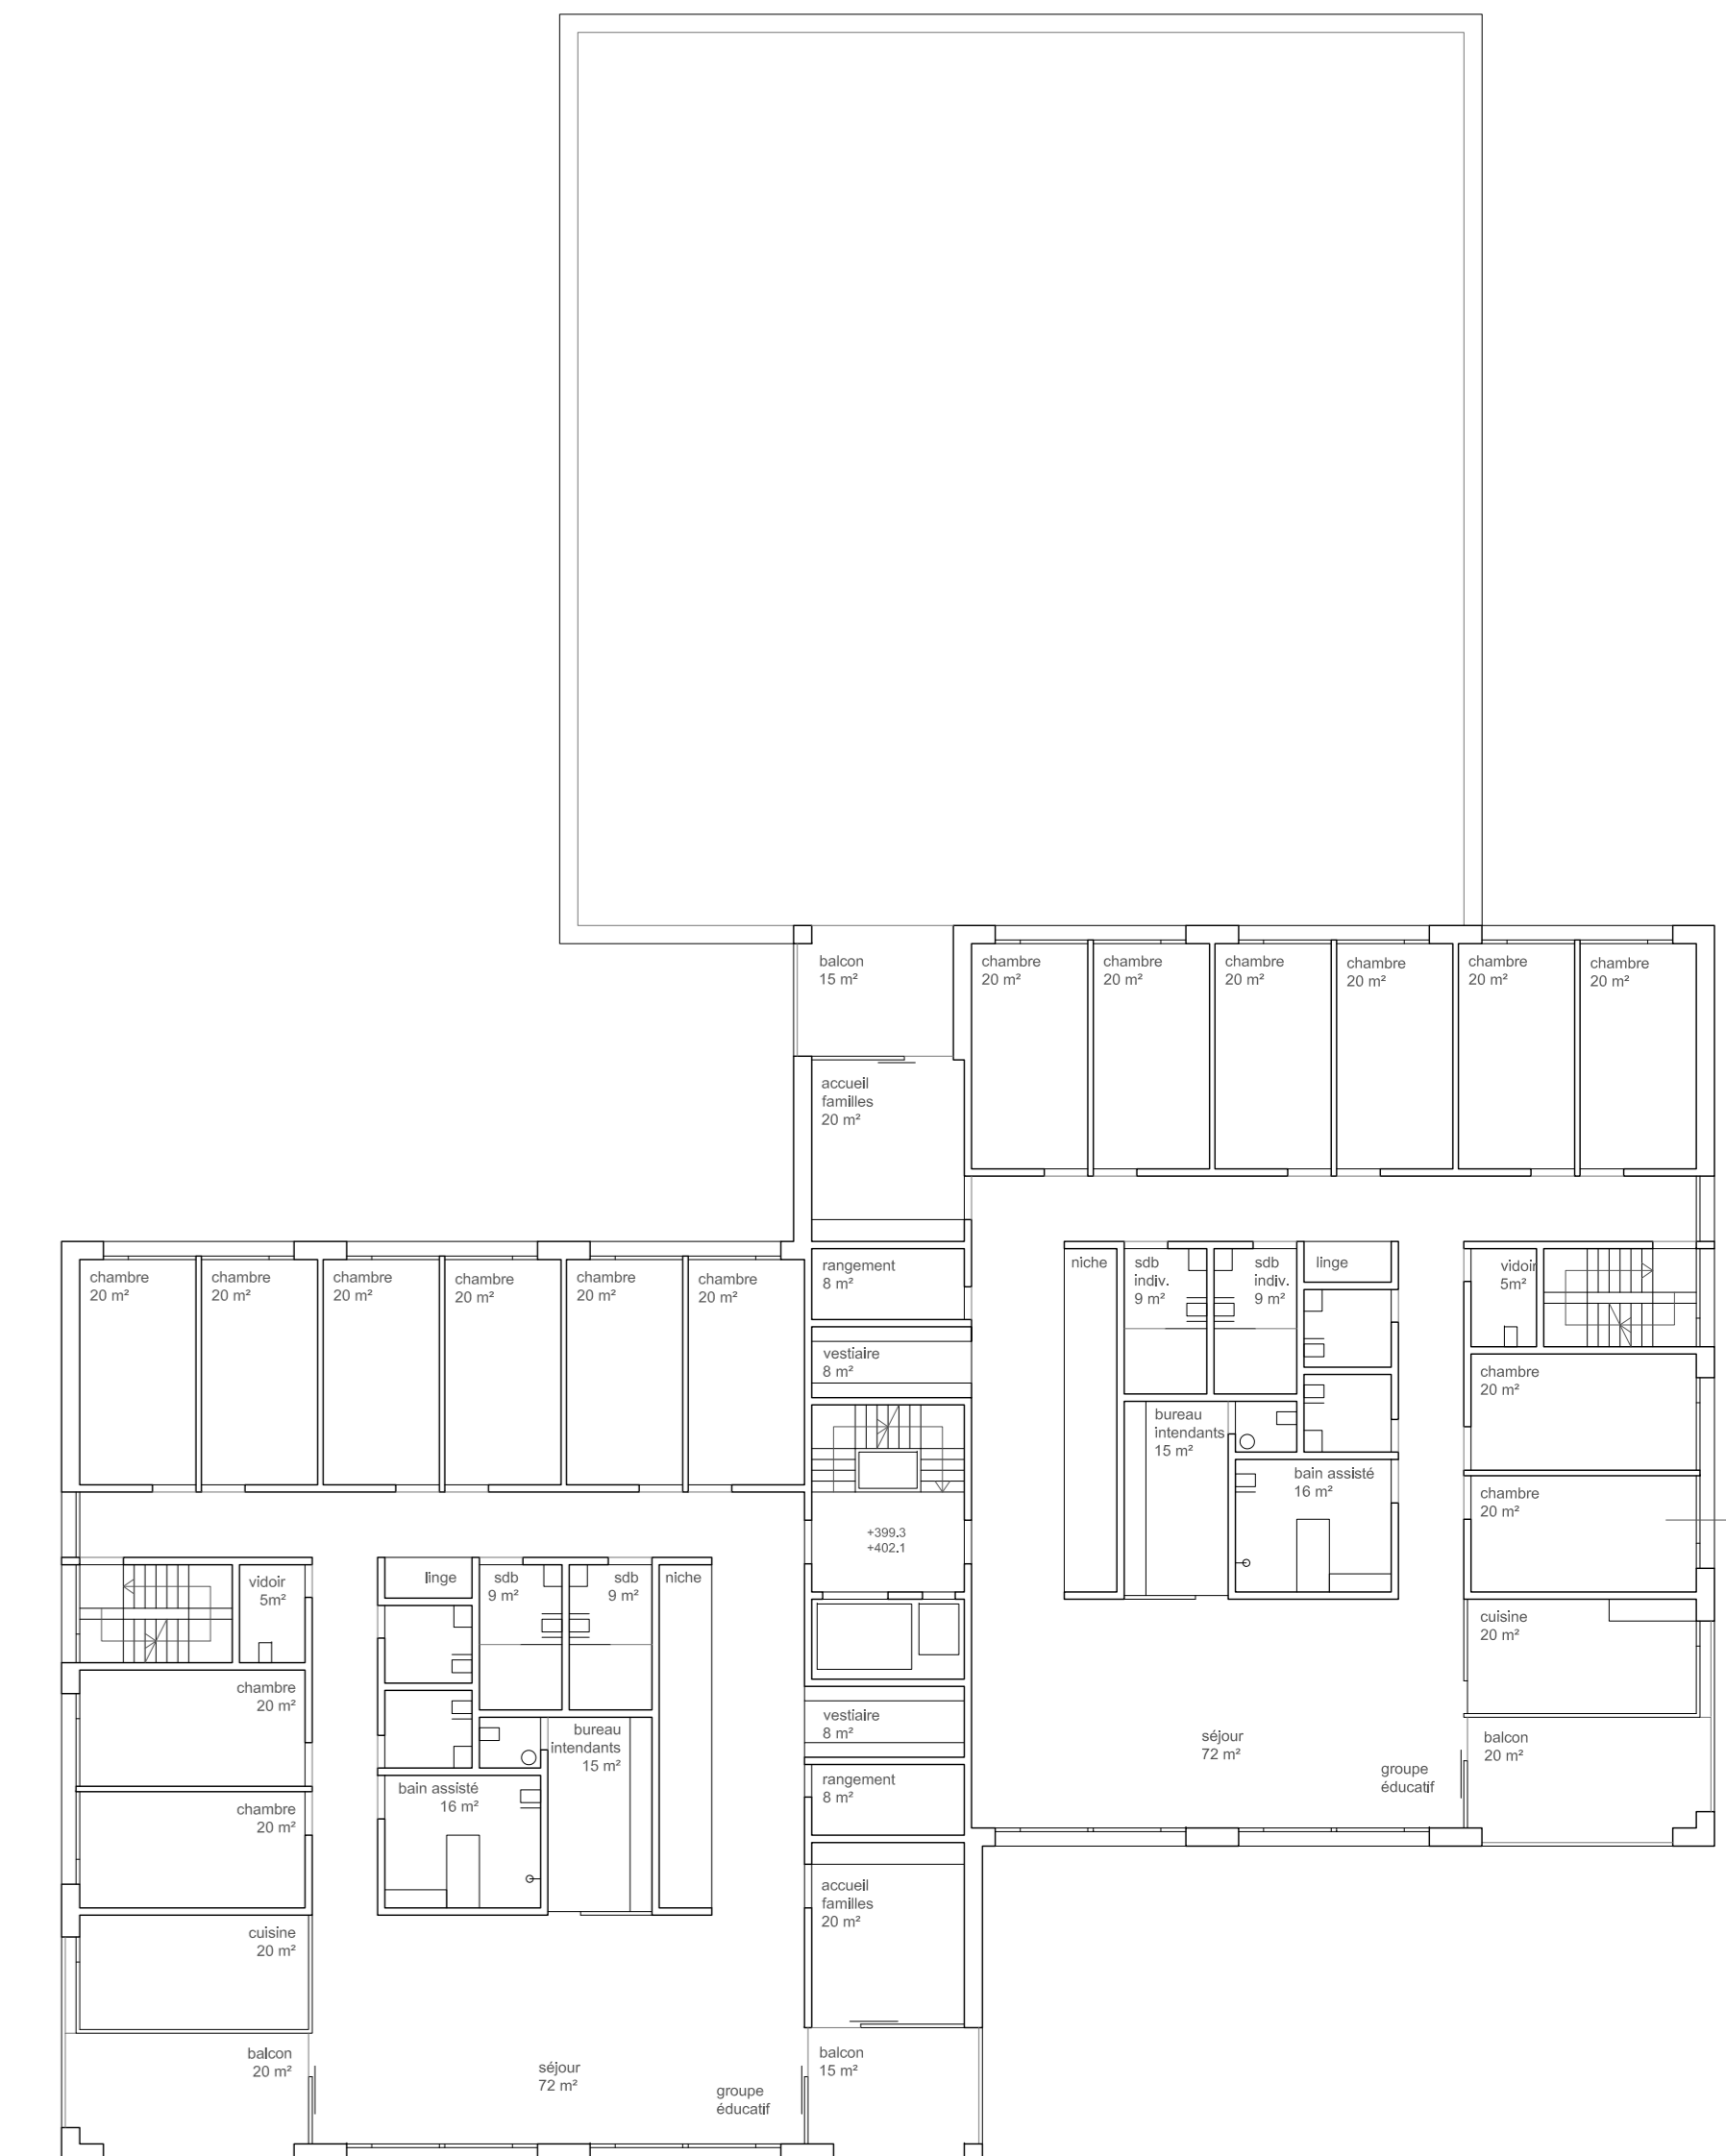 balcon
15 m²
chambre
20 m²
chambre
20 m²
chambre
20 m²
chambre
20 m²
chambre
20 m²
chambre
20 m²
accueil
familles
20 m²
rangement
8 m²
niche
sdb
indiv.
9 m²
sdb
indiv.
9 m²
linge
vidoir
5m²
chambre
20 m²
chambre
20 m²
chambre
20 m²
chambre
20 m²
chambre
20 m²
chambre
20 m²
vestiaire
8 m²
chambre
20 m²
bureau
intendants
15 m²
bain assisté
16 m²
chambre
20 m²
+399.3
+402.1
vidoir
5m²
linge
sdb
9 m²
sdb
9 m²
niche
cuisine
20 m²
chambre
20 m²
bureau
intendants
15 m²
vestiaire
8 m²
séjour
72 m²
balcon
20 m²
groupe
éducatif
bain assisté
16 m²
rangement
8 m²
chambre
20 m²
accueil
familles
20 m²
cuisine
20 m²
balcon
20 m²
séjour
72 m²
groupe
éducatif
balcon
15 m²